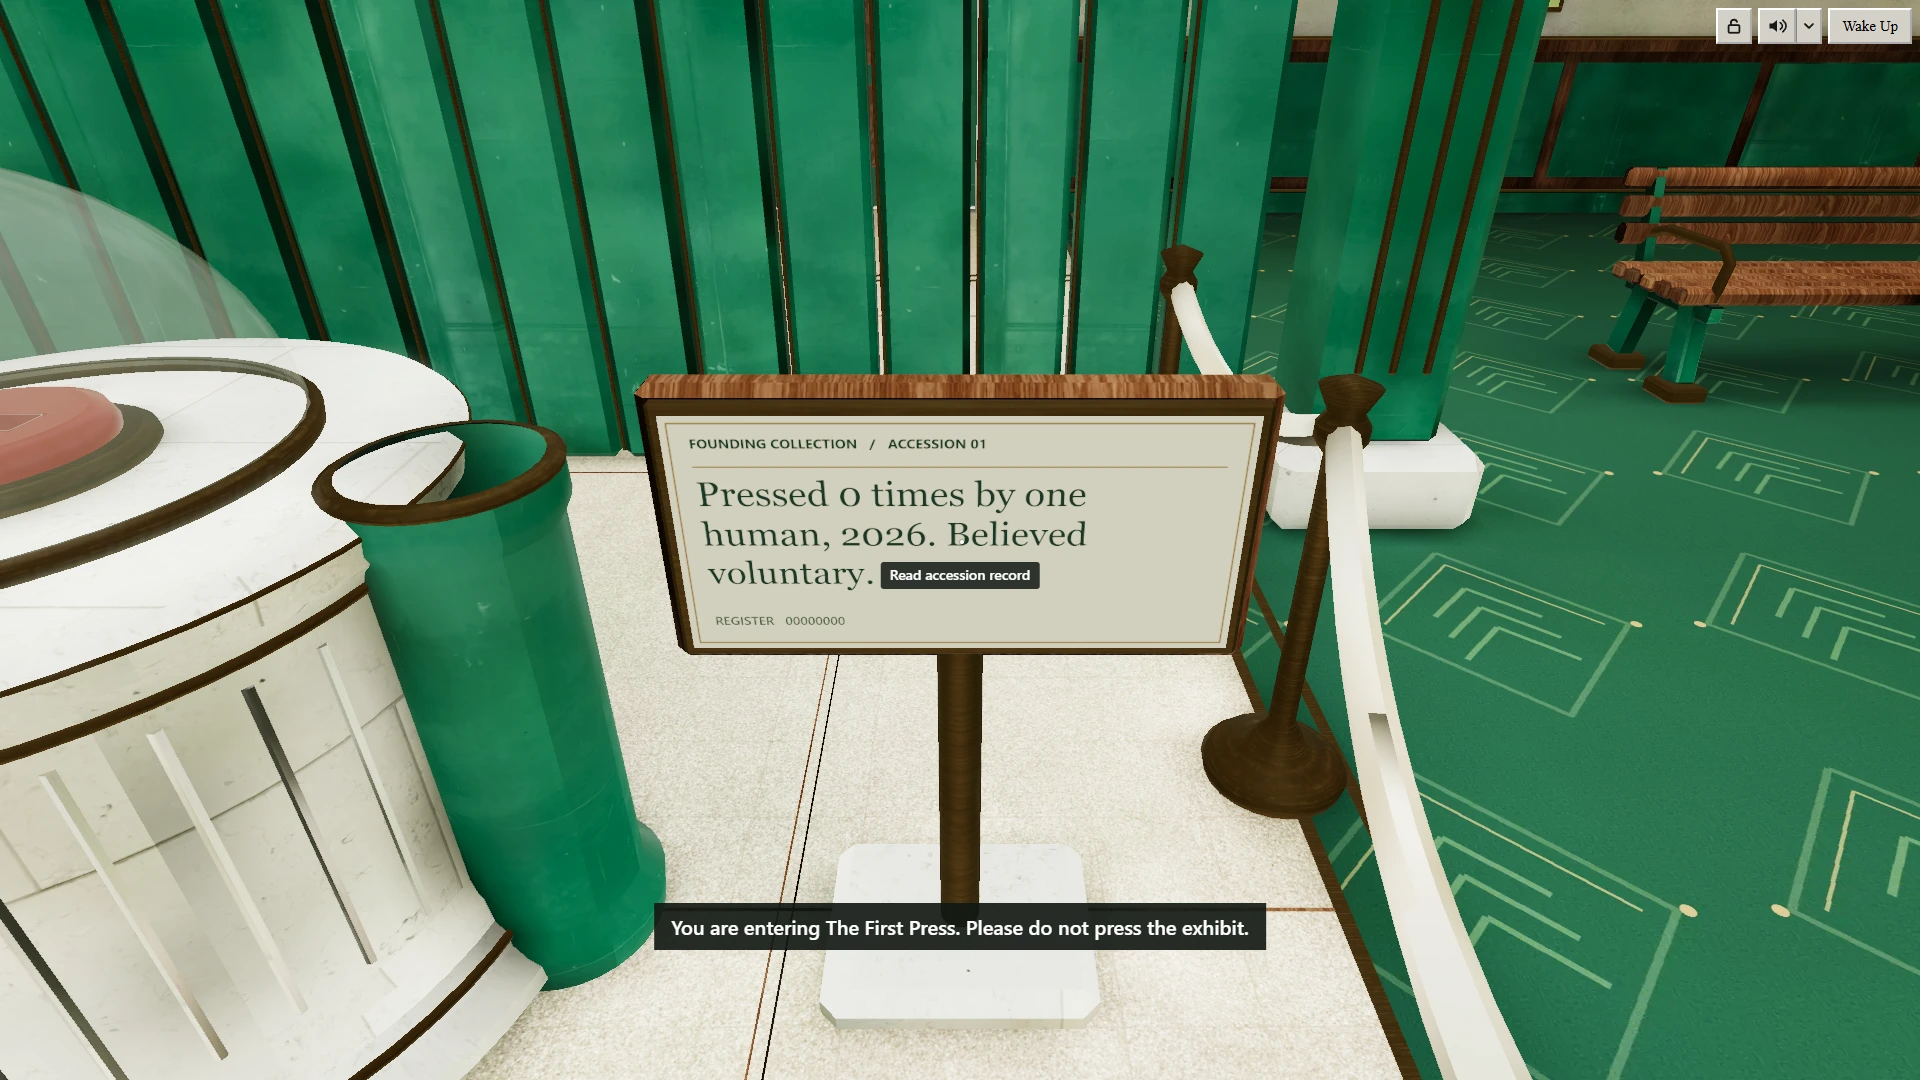 Wake Up
FOUNDING COLLECTION / ACCESSION 01
Pressed 0 times by one
human, 2026. Believed
voluntary.
Read accession record
REGISTER 00000000
You are entering The First Press. Please do not press the exhibit.